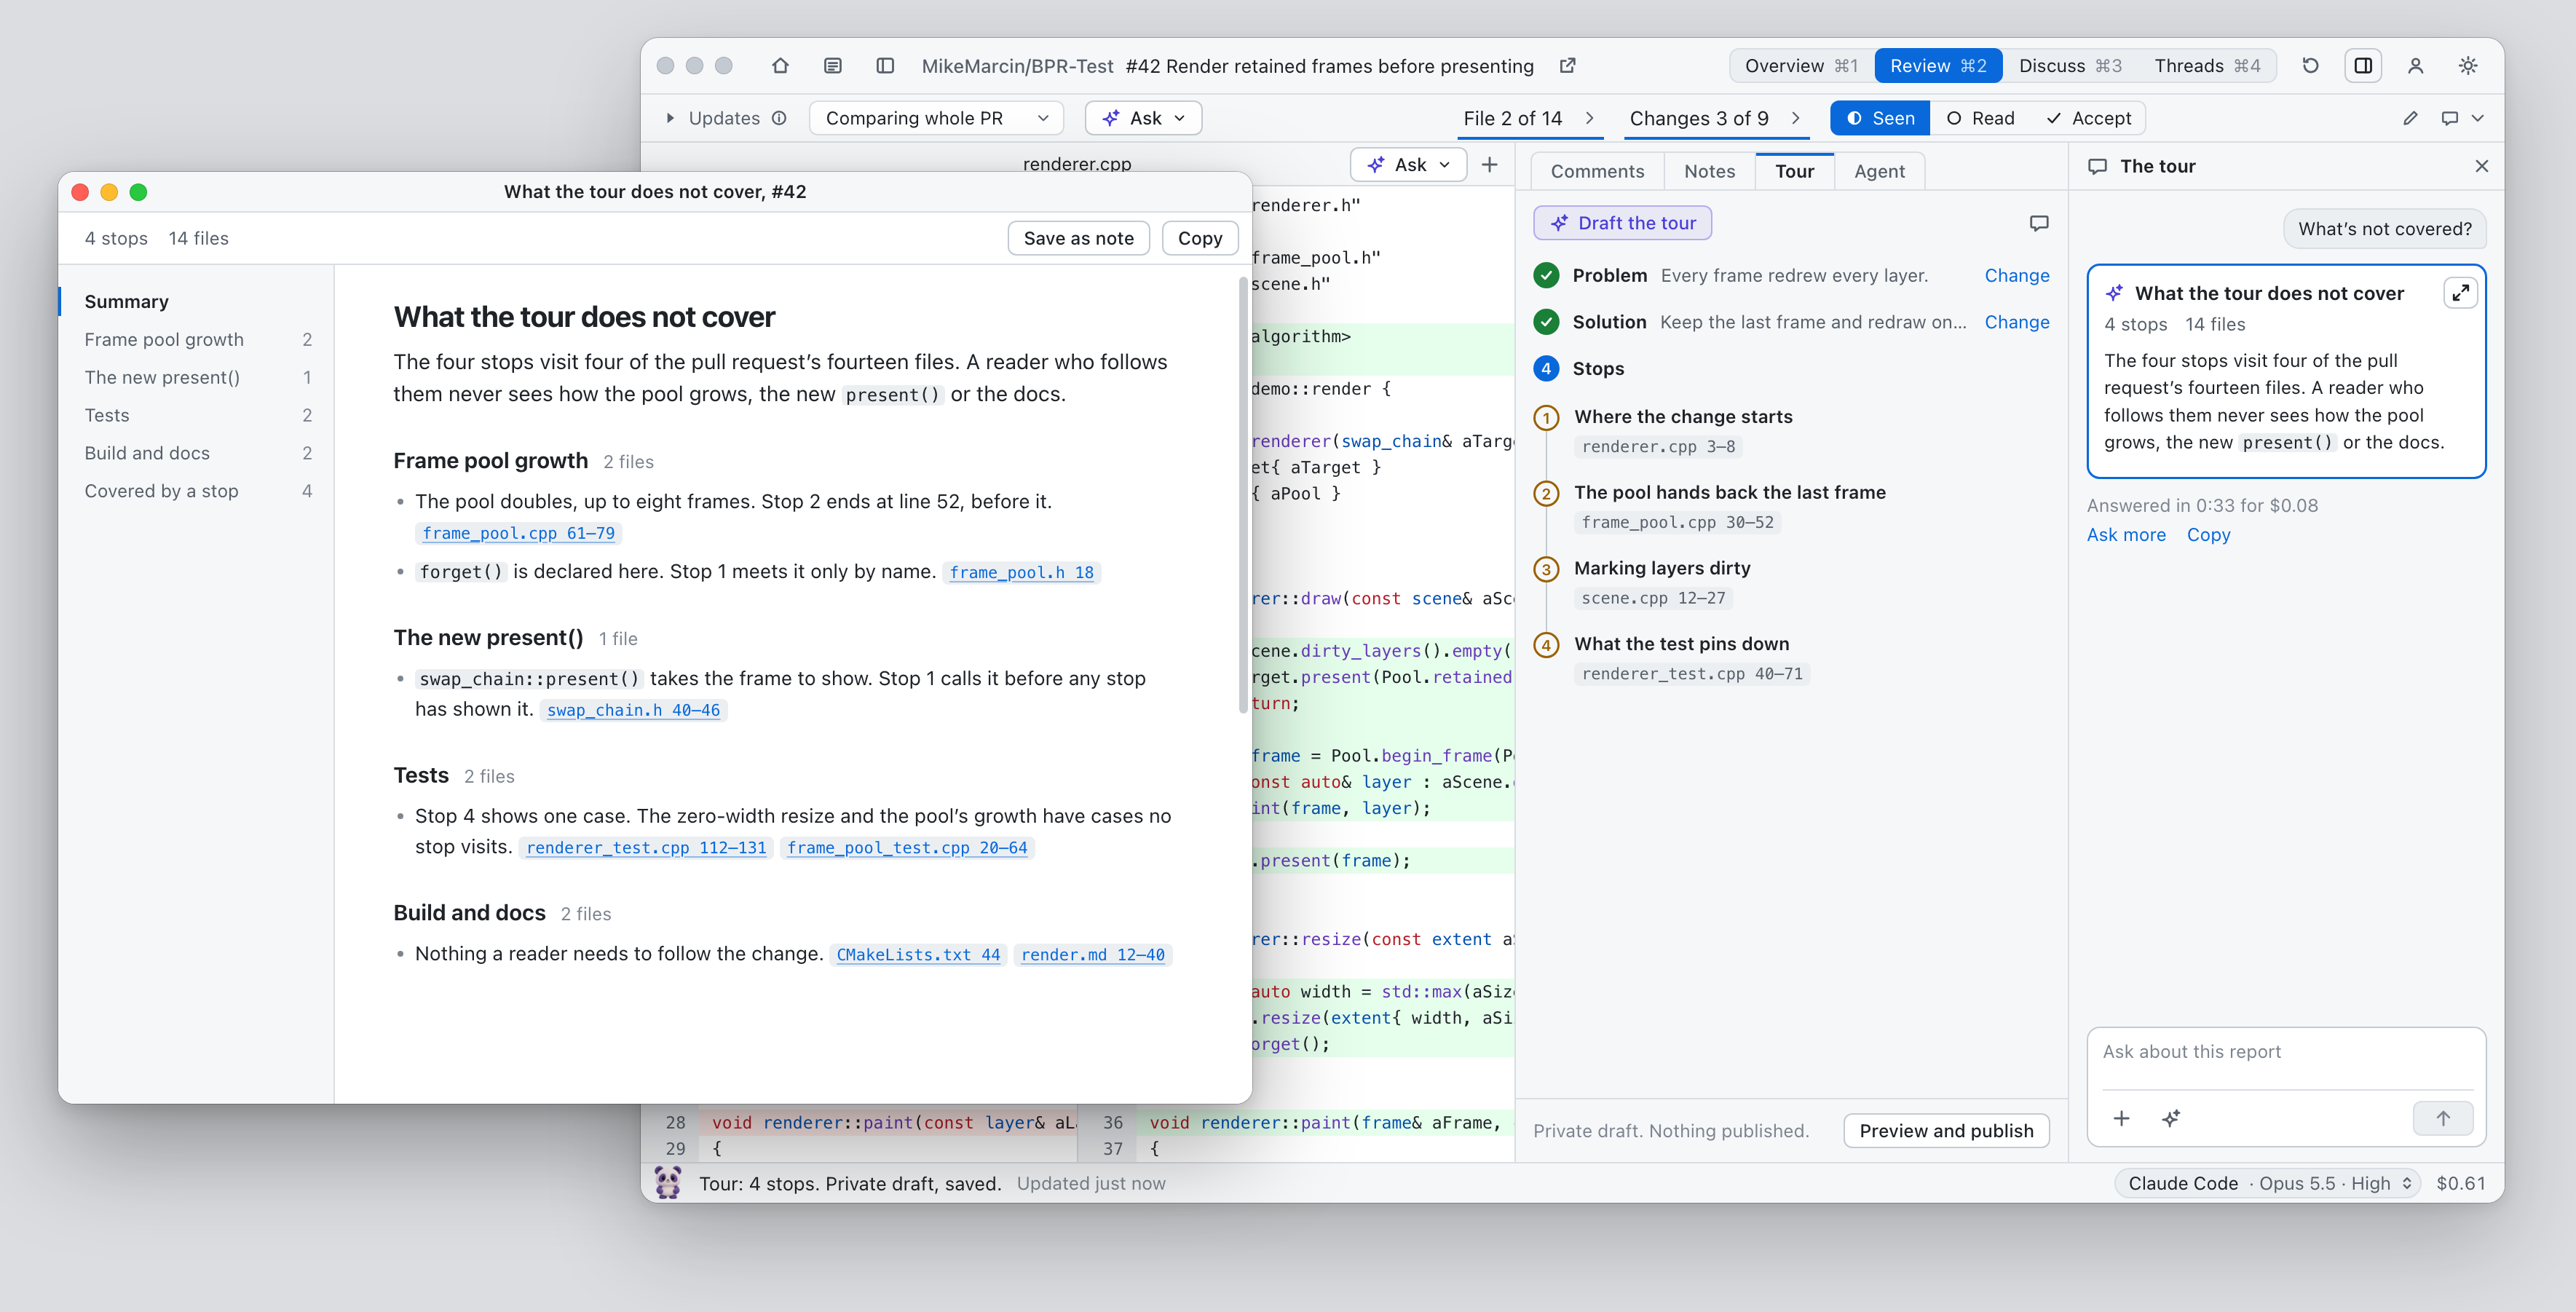 MikeMarcin/BPR-Test #42 Render retained frames before presenting
Overview ⌘1 Review ⌘2 Discuss ⌘3 Threads ⌘4
Updates Comparing whole PR Ask File 2 of 14 Changes 3 of 9 Seen Read Accept
renderer.cpp Ask
What the tour does not cover, #42
4 stops 14 files Save as note Copy
Summary
Frame pool growth 2
The new present() 1
Tests 2
Build and docs 2
Covered by a stop 4
What the tour does not cover
The four stops visit four of the pull request’s fourteen files. A reader who follows
them never sees how the pool grows, the new present() or the docs.
Frame pool growth 2 files
• The pool doubles, up to eight frames. Stop 2 ends at line 52, before it.
frame_pool.cpp 61–79
• forget() is declared here. Stop 1 meets it only by name. frame_pool.h 18
The new present() 1 file
• swap_chain::present() takes the frame to show. Stop 1 calls it before any stop
has shown it. swap_chain.h 40–46
Tests 2 files
• Stop 4 shows one case. The zero-width resize and the pool’s growth have cases no
stop visits. renderer_test.cpp 112–131 frame_pool_test.cpp 20–64
Build and docs 2 files
• Nothing a reader needs to follow the change. CMakeLists.txt 44 render.md 12–40
renderer.h"
frame_pool.h"
scene.h"
algorithm>
demo::render {
renderer(swap_chain& aTarg
et{ aTarget }
{ aPool }
rer::draw(const scene& aSc
cene.dirty_layers().empty(
rget.present(Pool.retained
turn;
frame = Pool.begin_frame(P
onst auto& layer : aScene.
int(frame, layer);
.present(frame);
rer::resize(const extent a
auto width = std::max(aSiz
.resize(extent{ width, aSi
orget();
28 void renderer::paint(const layer& aL
29 {
36 void renderer::paint(frame& aFrame,
37 {
Comments Notes Tour Agent
Draft the tour
Problem Every frame redrew every layer. Change
Solution Keep the last frame and redraw on... Change
4 Stops
1 Where the change starts
renderer.cpp 3–8
2 The pool hands back the last frame
frame_pool.cpp 30–52
3 Marking layers dirty
scene.cpp 12–27
4 What the test pins down
renderer_test.cpp 40–71
Private draft. Nothing published. Preview and publish
The tour
What’s not covered?
What the tour does not cover
4 stops 14 files
The four stops visit four of the pull
request’s fourteen files. A reader who
follows them never sees how the pool
grows, the new present() or the docs.
Answered in 0:33 for $0.08
Ask more Copy
Ask about this report
Tour: 4 stops. Private draft, saved. Updated just now
Claude Code · Opus 5.5 · High $0.61